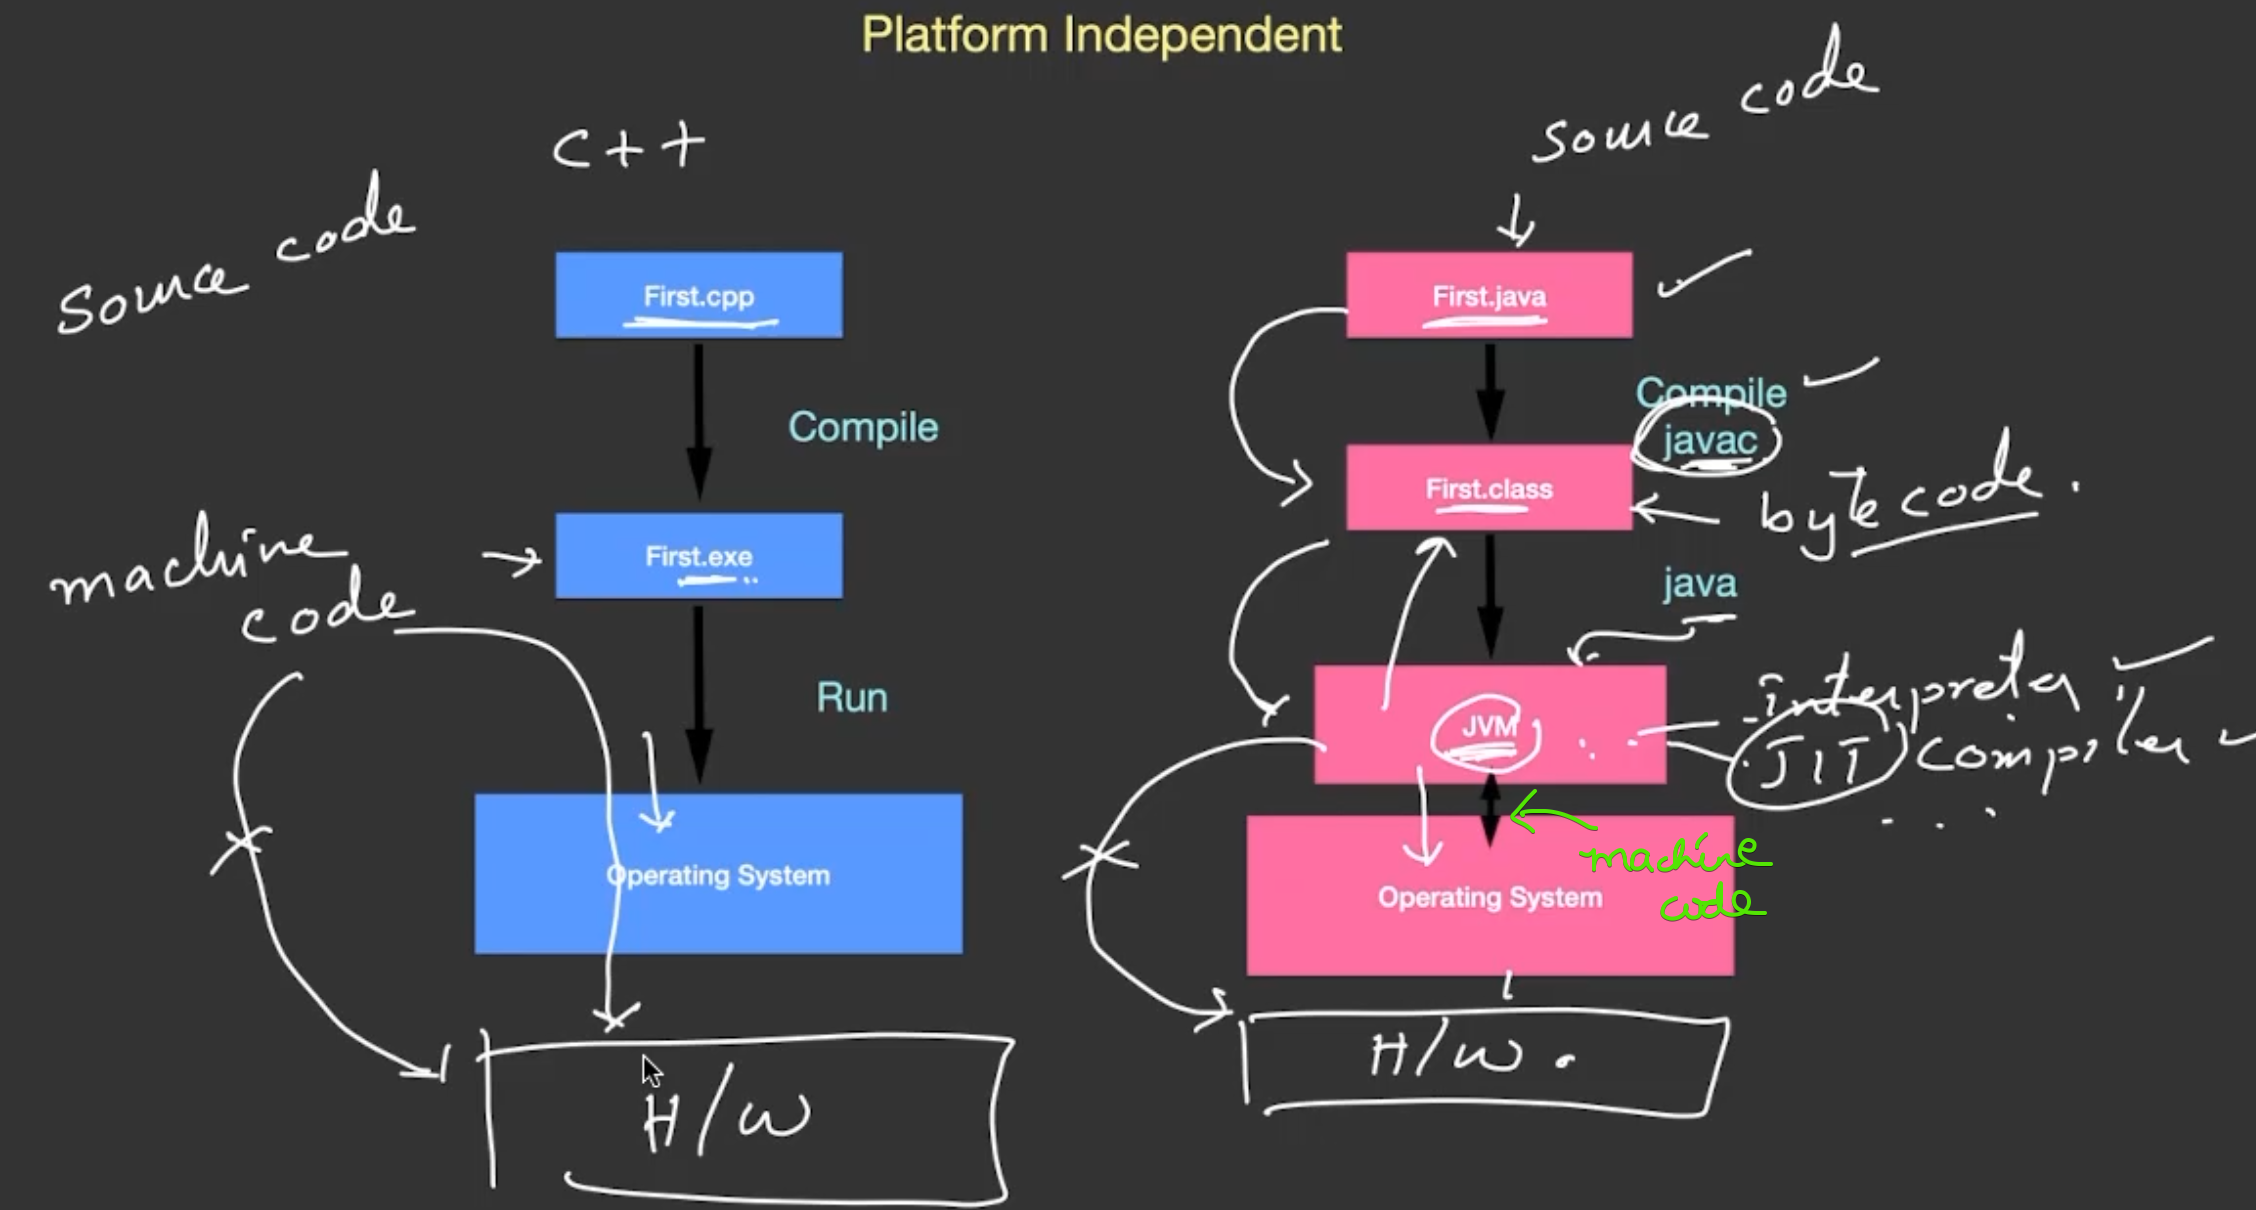 Platform Independent
C++
source code
First.cpp
Compile
machine
code
First.exe
Run
Operating System
H/W
source code
First.java
Compile
javac
First.class
byte code.
java
JVM
interpreter
JIT compiler
...
machine
code
Operating System
H/W